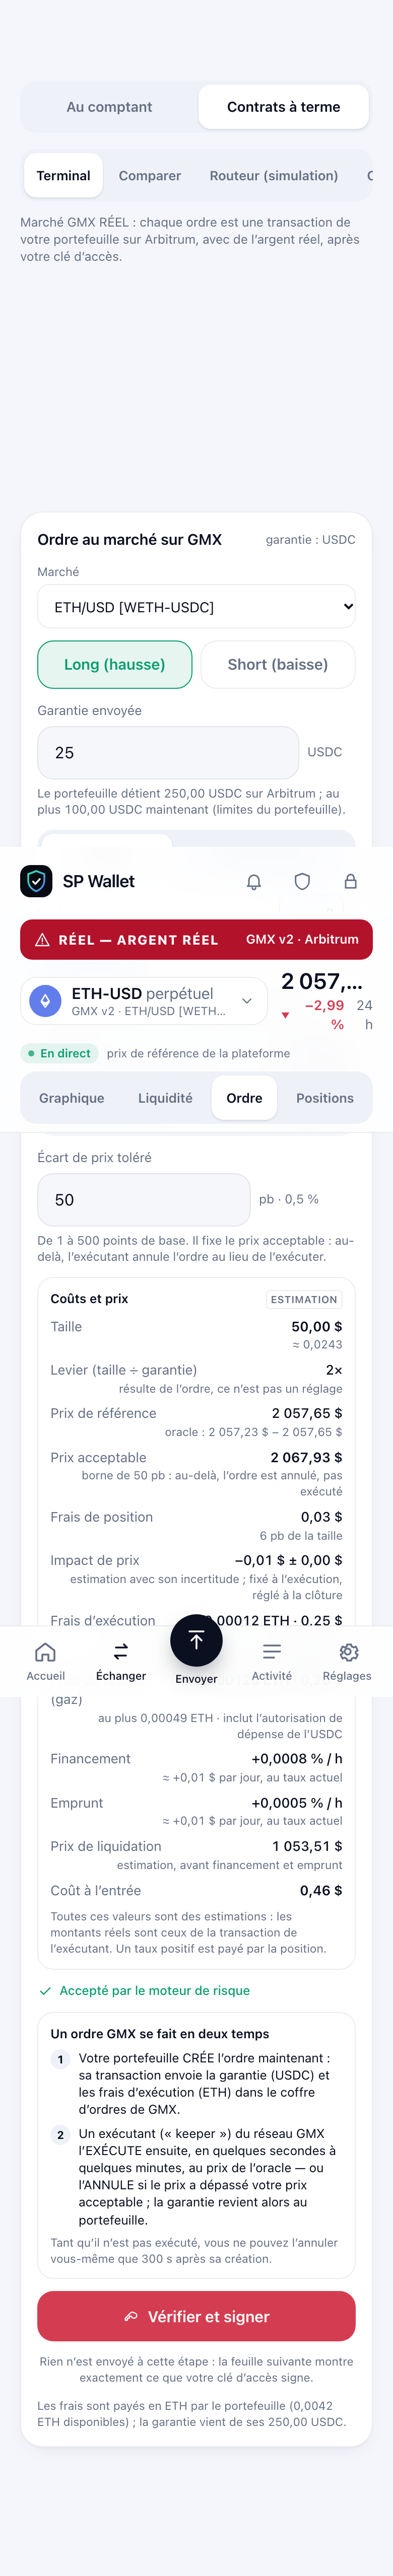 Au comptant
Contrats à terme
Terminal
Comparer
Routeur (simulation)
Marché GMX RÉEL : chaque ordre est une transaction de
votre portefeuille sur Arbitrum, avec de l’argent réel, après
votre clé d’accès.
Ordre au marché sur GMX
garantie : USDC
Marché
ETH/USD [WETH-USDC]
Long (hausse)
Short (baisse)
Garantie envoyée
25
USDC
Le portefeuille détient 250,00 USDC sur Arbitrum ; au
plus 100,00 USDC maintenant (limites du portefeuille).
SP Wallet
RÉEL — ARGENT RÉEL
GMX v2 · Arbitrum
ETH-USD perpétuel
GMX v2 · ETH/USD [WETH...
2 057,...
−2,99 %
24 h
En direct
prix de référence de la plateforme
Graphique
Liquidité
Ordre
Positions
Écart de prix toléré
50
pb · 0,5 %
De 1 à 500 points de base. Il fixe le prix acceptable : au-
delà, l’exécutant annule l’ordre au lieu de l’exécuter.
Coûts et prix
ESTIMATION
Taille
50,00 $
≈ 0,0243
Levier (taille ÷ garantie)
2×
résulte de l’ordre, ce n’est pas un réglage
Prix de référence
2 057,65 $
oracle : 2 057,23 $ – 2 057,65 $
Prix acceptable
2 067,93 $
borne de 50 pb : au-delà, l’ordre est annulé, pas
exécuté
Frais de position
0,03 $
6 pb de la taille
Impact de prix
−0,01 $ ± 0,00 $
estimation avec son incertitude ; fixé à l’exécution,
réglé à la clôture
Frais d’exécution
0,00012 ETH · 0,25 $
Accueil
Échanger
Envoyer
Activité
Réglages
(gaz)
au plus 0,00049 ETH · inclut l’autorisation de
dépense de l’USDC
Financement
+0,0008 % / h
≈ +0,01 $ par jour, au taux actuel
Emprunt
+0,0005 % / h
≈ +0,01 $ par jour, au taux actuel
Prix de liquidation
1 053,51 $
estimation, avant financement et emprunt
Coût à l’entrée
0,46 $
Toutes ces valeurs sont des estimations : les
montants réels sont ceux de la transaction de
l’exécutant. Un taux positif est payé par la position.
Accepté par le moteur de risque
Un ordre GMX se fait en deux temps
1 Votre portefeuille CRÉE l’ordre maintenant :
sa transaction envoie la garantie (USDC) et
les frais d’exécution (ETH) dans le coffre
d’ordres de GMX.
2 Un exécutant (« keeper ») du réseau GMX
l’EXÉCUTE ensuite, en quelques secondes à
quelques minutes, au prix de l’oracle — ou
l’ANNULE si le prix a dépassé votre prix
acceptable ; la garantie revient alors au
portefeuille.
Tant qu’il n’est pas exécuté, vous ne pouvez l’annuler
vous-même que 300 s après sa création.
Vérifier et signer
Rien n’est envoyé à cette étape : la feuille suivante montre
exactement ce que votre clé d’accès signe.
Les frais sont payés en ETH par le portefeuille (0,0042
ETH disponibles) ; la garantie vient de ses 250,00 USDC.